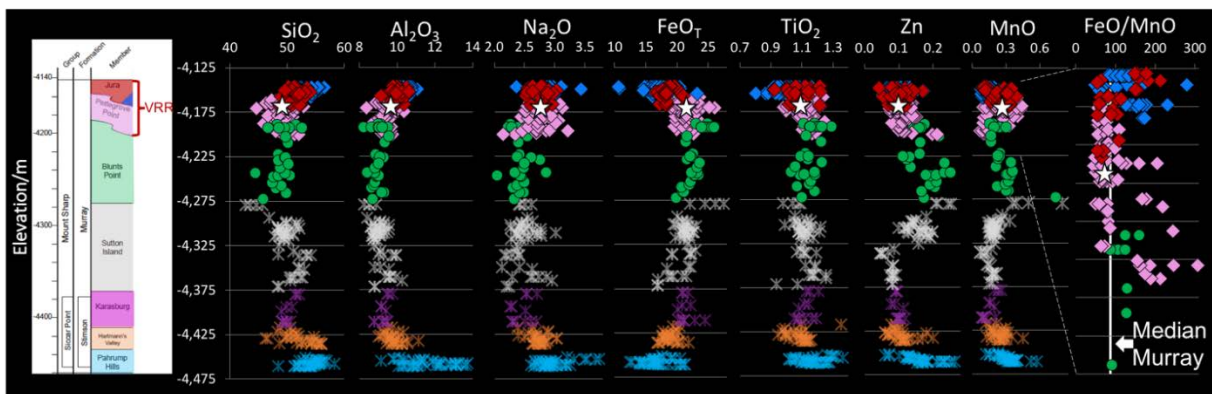 SiO2 Al2O3 Na2O FeOT TiO2 Zn MnO FeO/MnO
40 50 60 8 10 12 14 2.0 2.5 3.0 3.5 10 15 20 25 0.7 0.9 1.1 1.3 0.0 0.1 0.2 0.0 0.3 0.6 0 100 200 300
Elevation/m
Group
Formation
Member
-4140
-4200
-4300
-4400
Mount Sharp
Murray
Siccar Point
Stimson
Jura
Pettegrove
Point
VRR
Blunts
Point
Sutton
Island
Karasburg
Hartmann's
Valley
Pahrump
Hills
-4,125
-4,175
-4,225
-4,275
-4,325
-4,375
-4,425
-4,475
Median
Murray